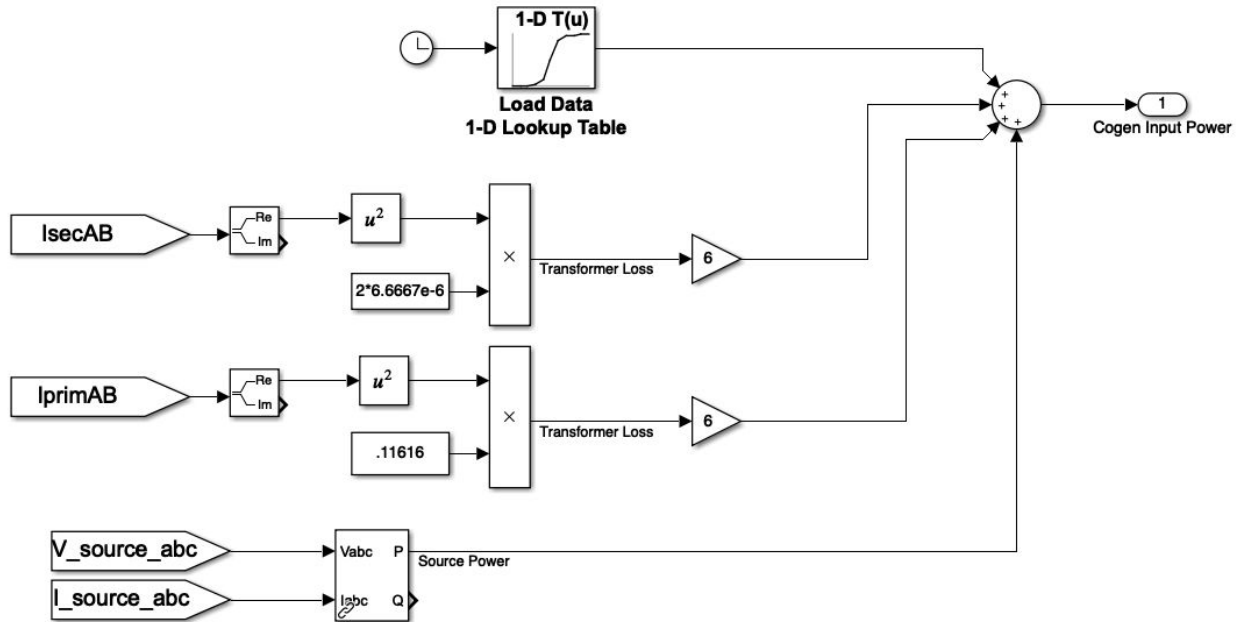 1-D T(u)
Load Data
1-D Lookup Table
+
+
+ +
1
Cogen Input Power
IsecAB
Re
Im
u²
2*6.6667e-6
×
Transformer Loss
6
IprimAB
Re
Im
u²
.11616
×
Transformer Loss
6
V_source_abc
I_source_abc
Vabc P
Iabc Q
Source Power